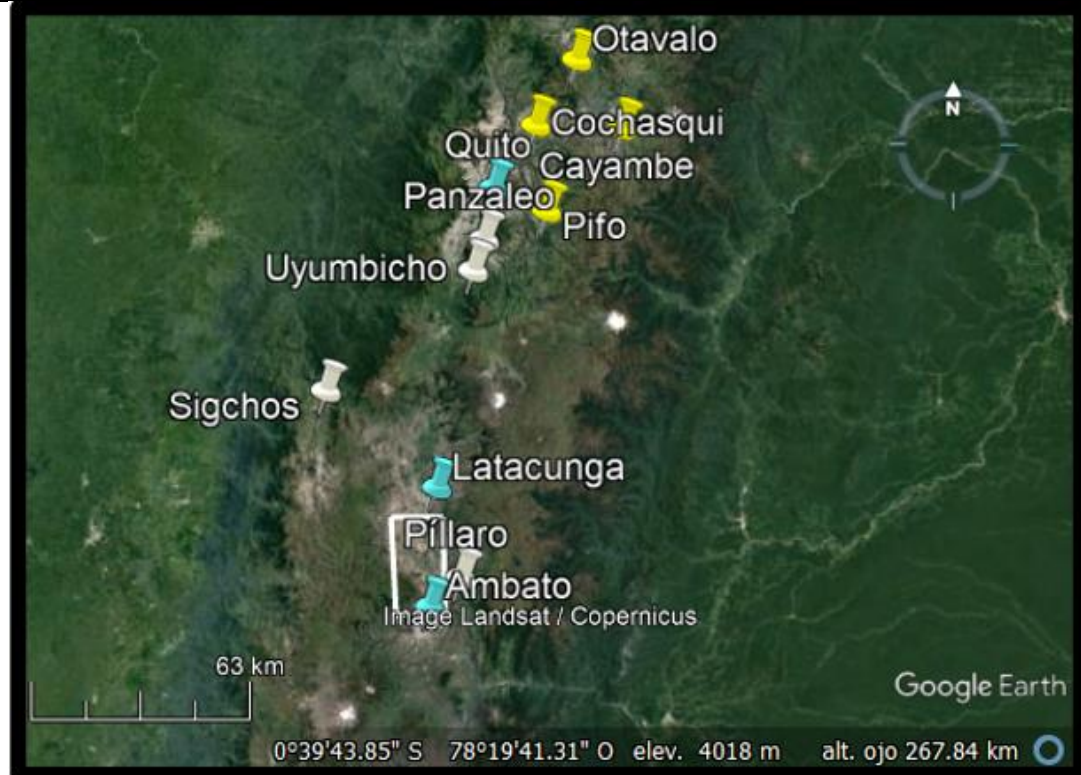 Otavalo
N
Cochasqui
Quito
Cayambe
Panzaleo
Pifo
Uyumbicho
Sigchos
Latacunga
Píllaro
Ambato
Image Landsat / Copernicus
63 km
Google Earth
0°39'43.85" S 78°19'41.31" O elev. 4018 m alt. ojo 267.84 km